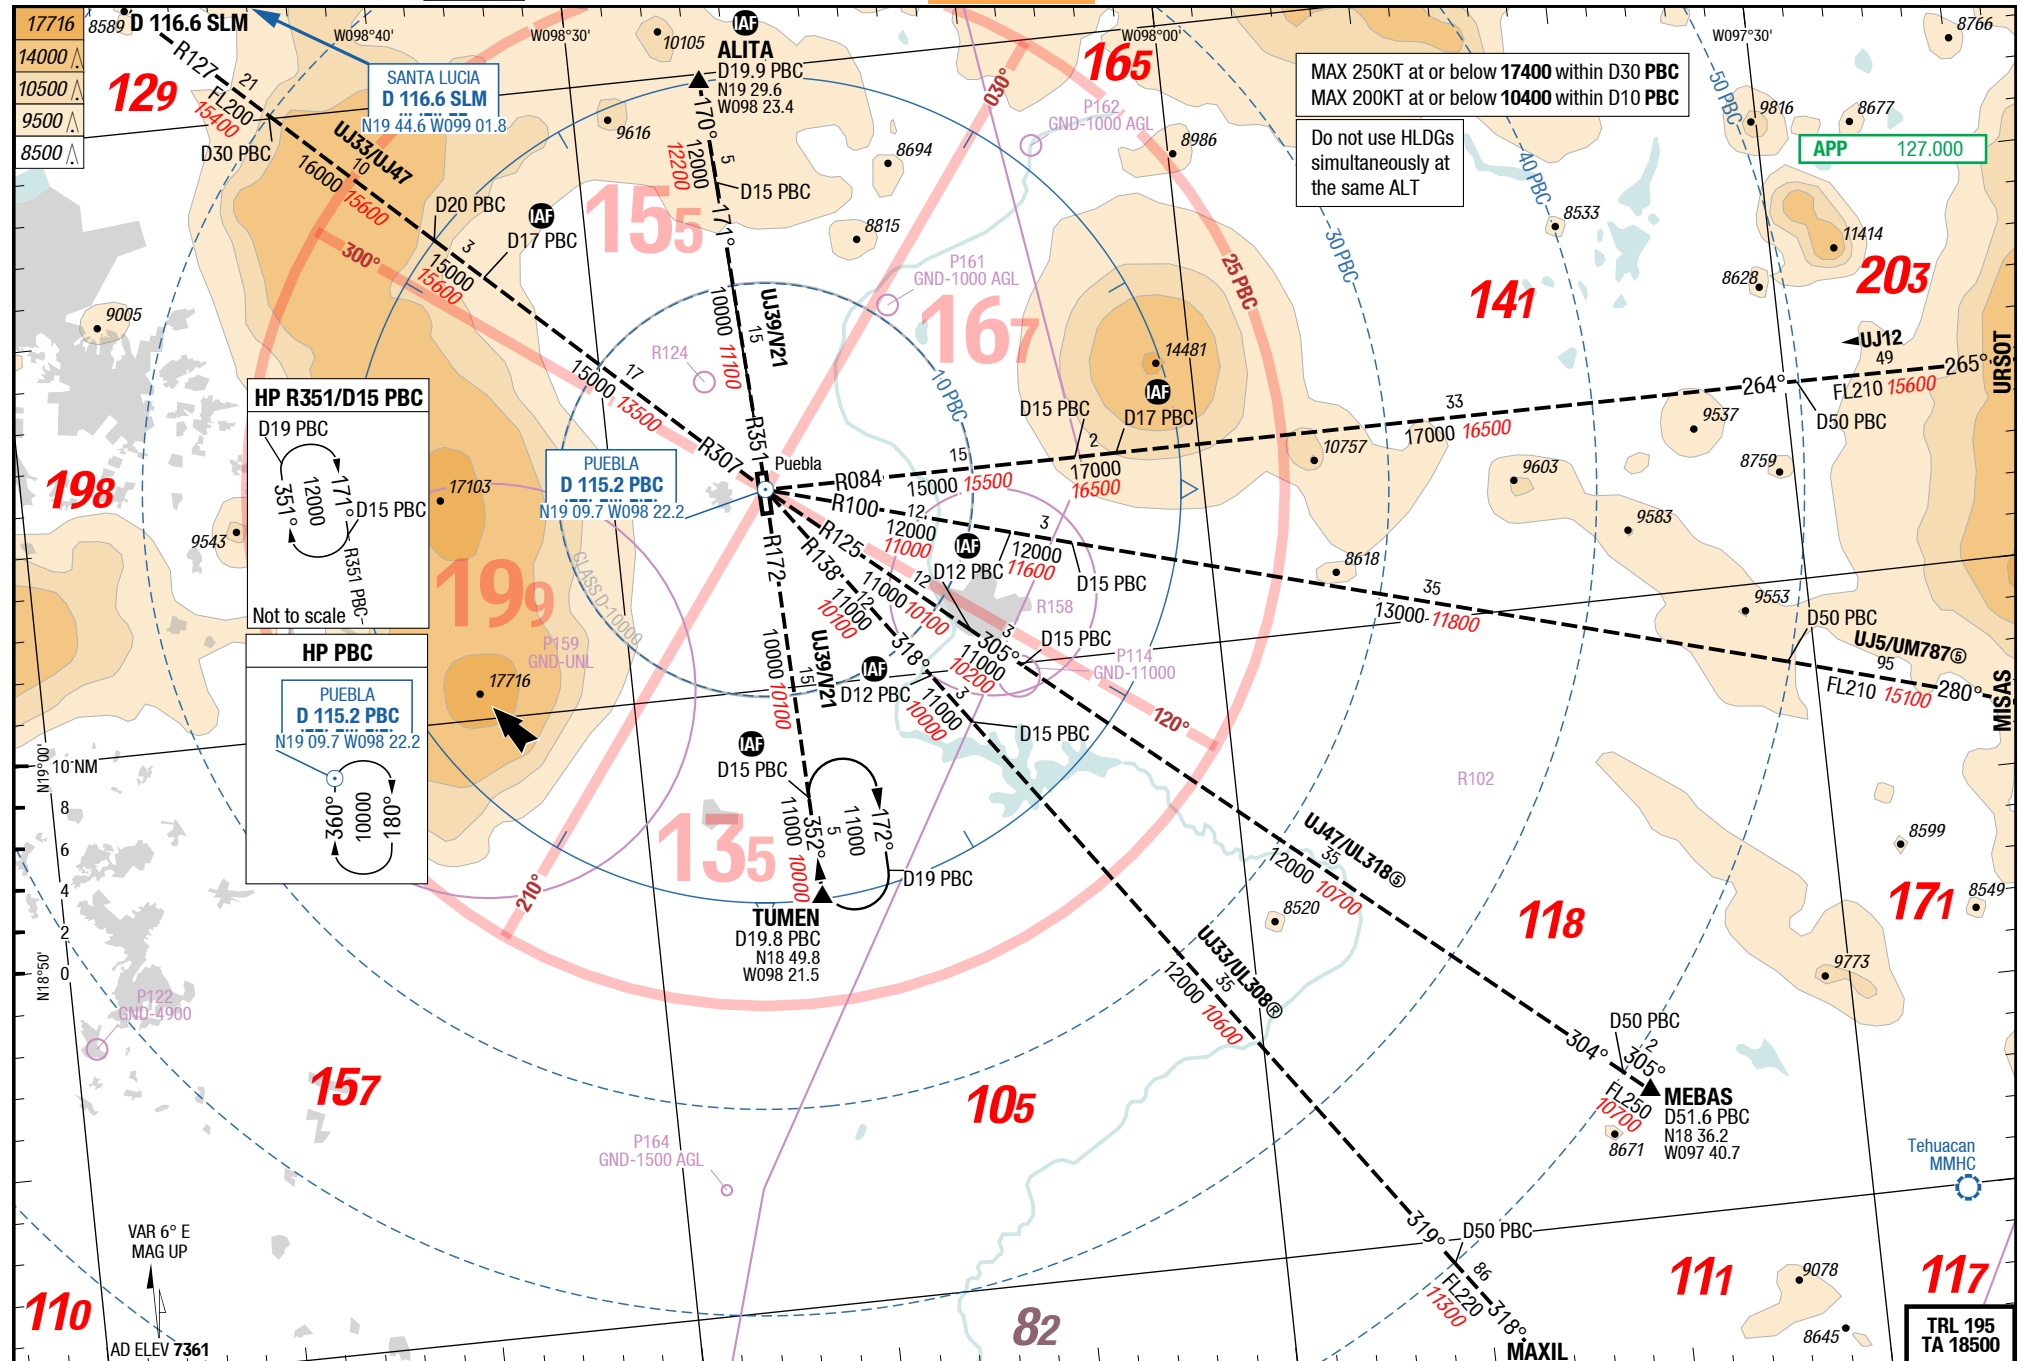 17716
14000
10500
9500
8500
8589
D 116.6 SLM
R127
21
FL200
15400
129
D30 PBC
W098°40'
W098°30'
W098°00'
W097°30'
SANTA LUCIA
D 116.6 SLM
N19 44.6 W099 01.8
UJ33/UJ47
10
16000
15600
D20 PBC
IAF
D17 PBC
3
15000
15600
300°
17
15000
13500
R307
10105
IAF
ALITA
D19.9 PBC
N19 29.6
W098 23.4
9616
170°
5
12000
12200
D15 PBC
8694
8815
171°
155
UJ39/V21
15
10000
11100
R351
R124
030°
165
P162
GND-1000 AGL
8986
P161
GND-1000 AGL
167
10 PBC
25 PBC
30 PBC
40 PBC
50 PBC
MAX 250KT at or below 17400 within D30 PBC
MAX 200KT at or below 10400 within D10 PBC
Do not use HLDGs
simultaneously at
the same ALT
APP 127.000
8766
9816
8677
8533
11414
8628
203
141
14481
IAF
D17 PBC
D15 PBC
UJ12
49
265°
URSOT
FL210 15600
264°
D50 PBC
33
17000 16500
2
17000
16500
15
15000 15500
R084
10757
9537
8759
9603
9583
9553
8618
9005
198
9543
HP R351/D15 PBC
D19 PBC
351°
12000
171°
D15 PBC
R351 PBC
Not to scale
17103
199
17716
PUEBLA
D 115.2 PBC
N19 09.7 W098 22.2
Puebla
CLASS D-10000
P159
GND-UNL
HP PBC
PUEBLA
D 115.2 PBC
N19 09.7 W098 22.2
360°
10000
180°
R100
12
12000
11000
IAF
D12 PBC
3
12000
11600
D15 PBC
35
13000
11800
D50 PBC
UJ5/UM787⑤
95
FL210 15100
280°
MISAS
R125
12
11000
10100
R158
3
305°
11000
10200
D15 PBC
P114
GND-11000
120°
R138
12
11000
10100
318°
IAF
D12 PBC
3
11000
10000
D15 PBC
R172
UJ39/V21
15
10000
10100
IAF
D15 PBC
352°
5
11000
10000
11000
172°
D19 PBC
TUMEN
D19.8 PBC
N18 49.8
W098 21.5
135
210°
R102
N19°00'
10 NM
8
6
4
2
0
N18°50'
P122
GND-4900
157
UJ47/UL318⑤
35
12000
10700
8520
118
8599
171
8549
9773
UJ33/UL308Ⓡ
35
12000
10600
105
304°
D50 PBC
2
305°
FL250
10700
MEBAS
D51.6 PBC
N18 36.2
W097 40.7
8671
Tehuacan
MMHC
P164
GND-1500 AGL
VAR 6° E
MAG UP
110
AD ELEV 7361
82
319°
D50 PBC
86
FL220
11300
318°
MAXIL
111
9078
8645
117
TRL 195
TA 18500